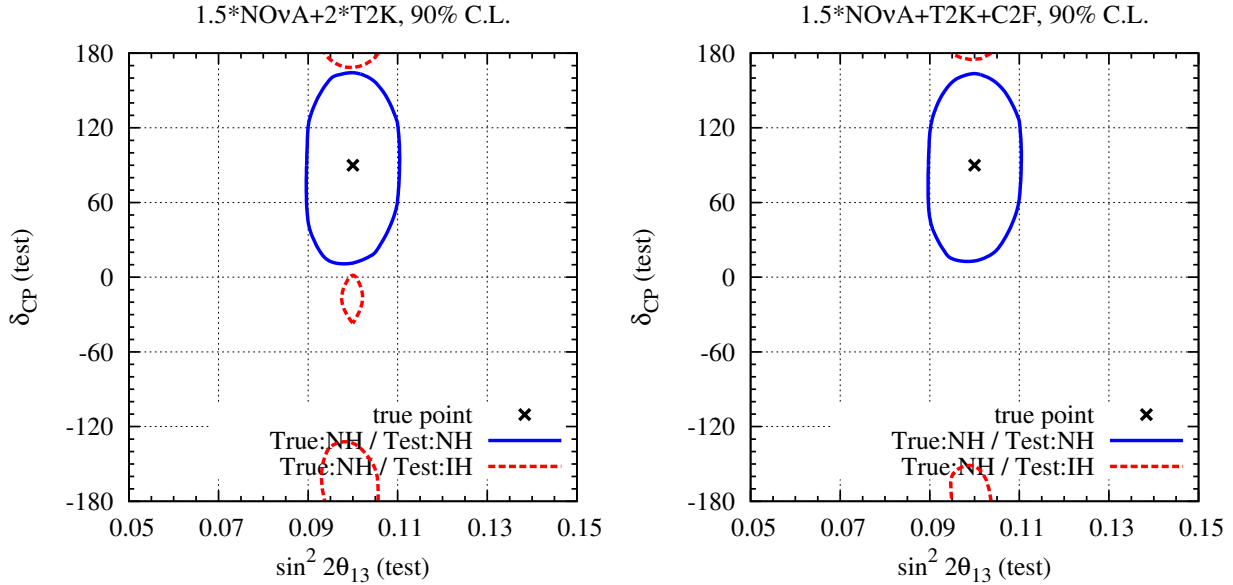 1.5*NOνA+2*T2K, 90% C.L.
180
120
60
0
-60
-120
-180
δCP (test)
true point
True:NH / Test:NH
True:NH / Test:IH
0.05
0.07
0.09
0.11
0.13
0.15
sin² 2θ13 (test)
1.5*NOνA+T2K+C2F, 90% C.L.
180
120
60
0
-60
-120
-180
δCP (test)
true point
True:NH / Test:NH
True:NH / Test:IH
0.05
0.07
0.09
0.11
0.13
0.15
sin² 2θ13 (test)